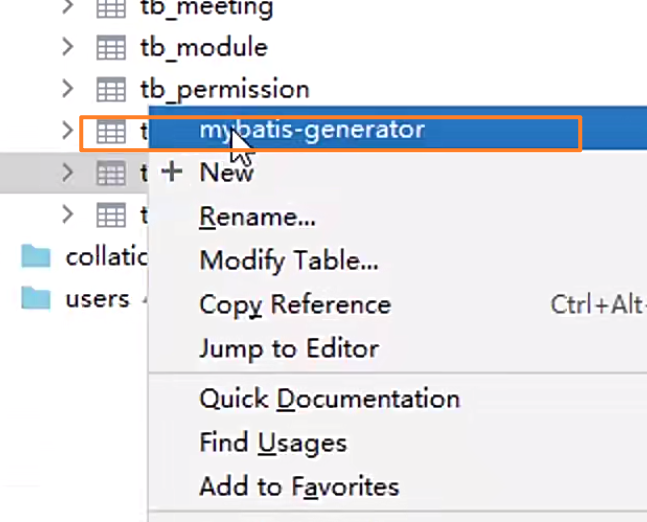 tb_meeting
tb_module
tb_permission
mybatis-generator
New
Rename...
Modify Table...
Copy Reference Ctrl+Alt
Jump to Editor
collatio
users
Quick Documentation
Find Usages
Add to Favorites